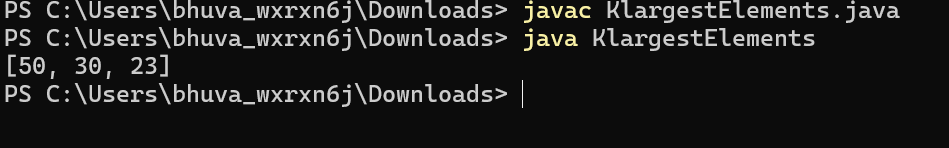 PS C:\Users\bhuva_wxrxn6j\Downloads> javac KlargestElements.java
PS C:\Users\bhuva_wxrxn6j\Downloads> java KlargestElements
[50, 30, 23]
PS C:\Users\bhuva_wxrxn6j\Downloads>